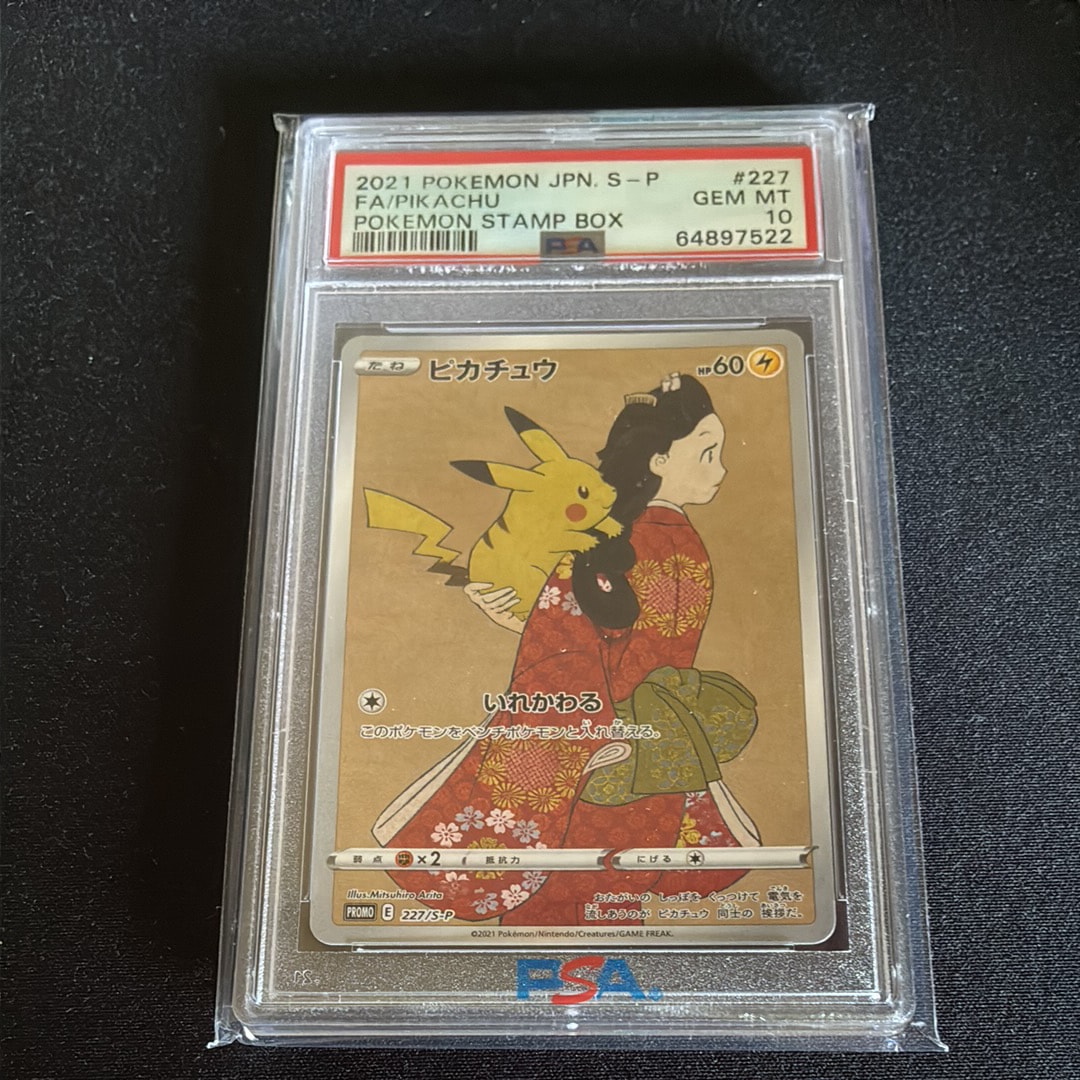 2021 POKEMON JPN. S-P #227
FA/PIKACHU GEM MT
POKEMON STAMP BOX 10
PSA 64897522
たね ピカチュウ HP60
いれかわる
このポケモンをベンチポケモンと入れ替える。
弱点 ×2 抵抗力 にげる
Illus. Mitsuhiro Arita
おたがいの しっぽを くっつけて 電気を
流しあうのが ピカチュウ 同士の 挨拶だ。
PROMO E 227/S-P
©2021 Pokémon/Nintendo/Creatures/GAME FREAK.
PSA